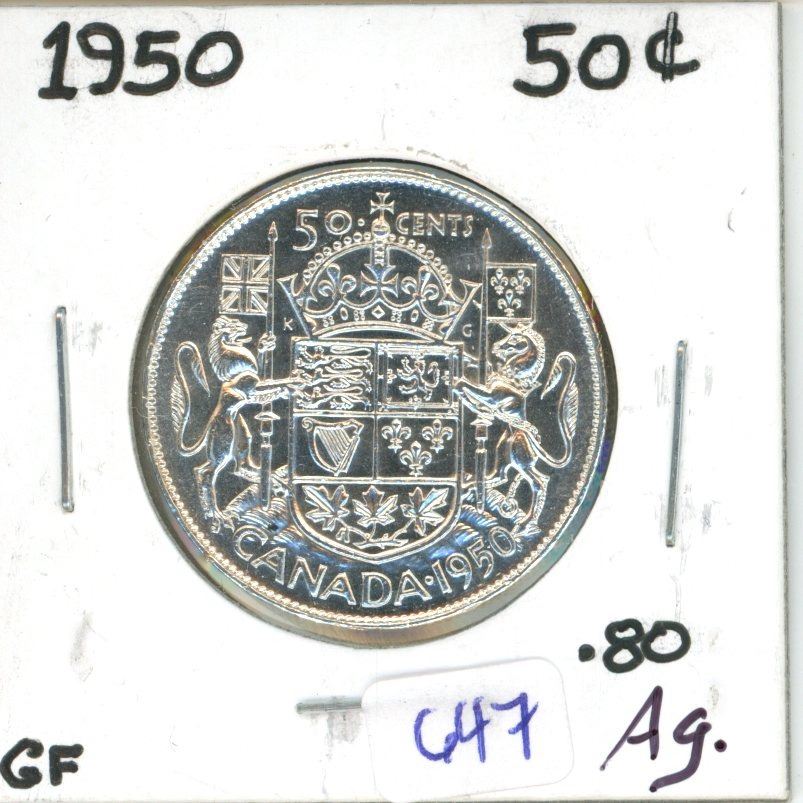 1950 50¢
50 CENTS
K G
CANADA · 1950
.80
647 Ag.
GF